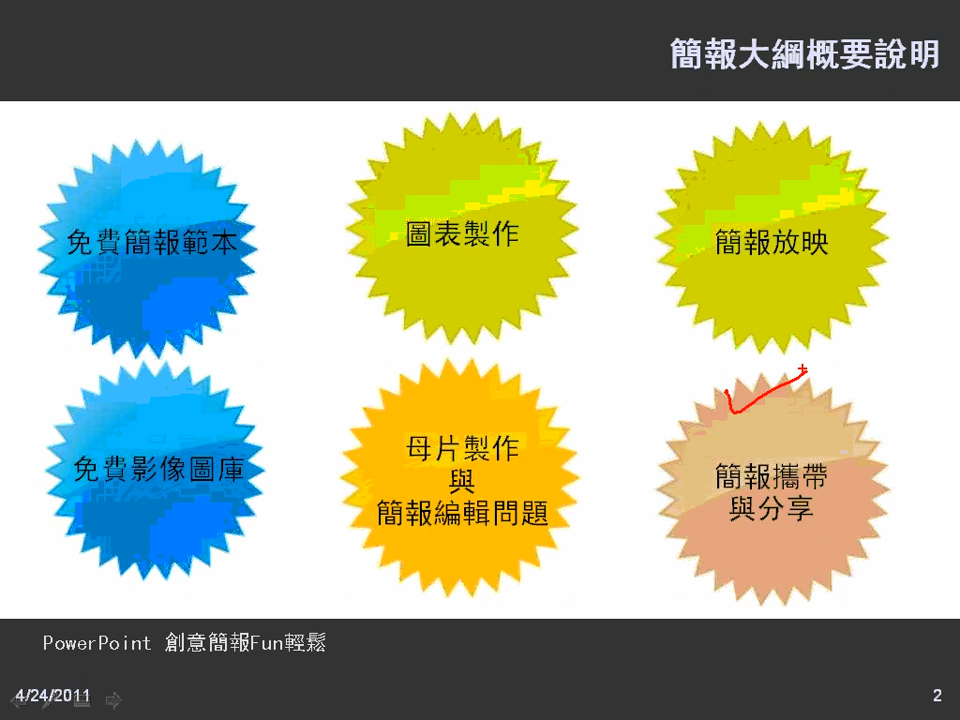 簡報大綱概要說明
免費簡報範本
圖表製作
簡報放映
免費影像圖庫
母片製作
與
簡報編輯問題
簡報攜帶
與分享
PowerPoint 創意簡報Fun輕鬆
4/24/2011
2